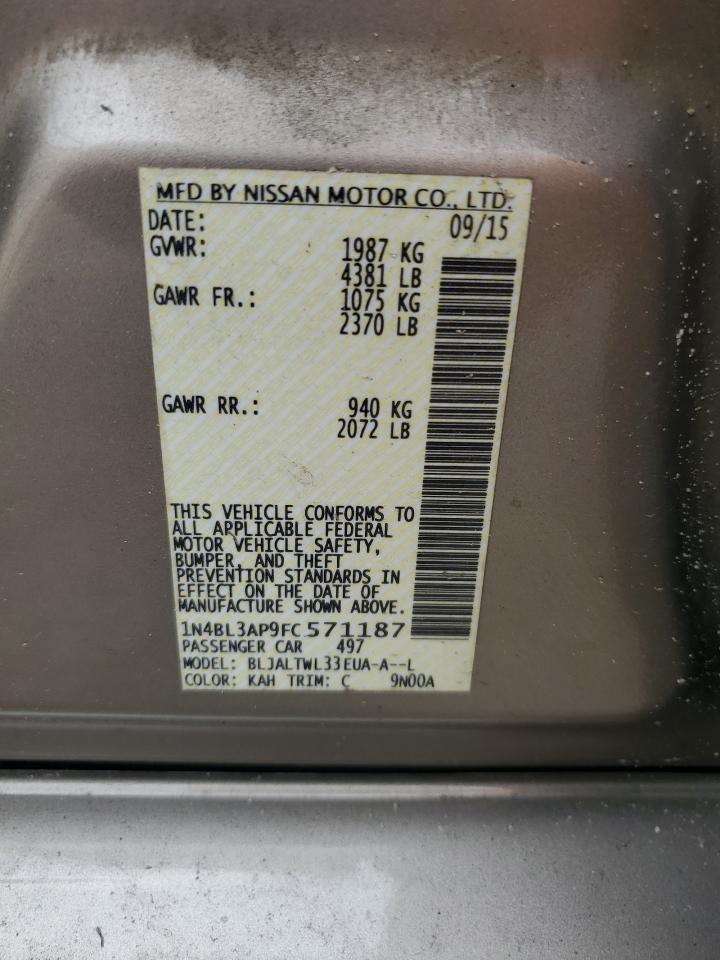 MFD BY NISSAN MOTOR CO., LTD.
DATE: 09/15
GVWR: 1987 KG
4381 LB
GAWR FR.: 1075 KG
2370 LB
GAWR RR.: 940 KG
2072 LB
THIS VEHICLE CONFORMS TO
ALL APPLICABLE FEDERAL
MOTOR VEHICLE SAFETY,
BUMPER, AND THEFT
PREVENTION STANDARDS IN
EFFECT ON THE DATE OF
MANUFACTURE SHOWN ABOVE.
1N4BL3AP9FC571187
PASSENGER CAR 497
MODEL: BLJALTWL33EUA-A--L
COLOR: KAH TRIM: C 9N00A